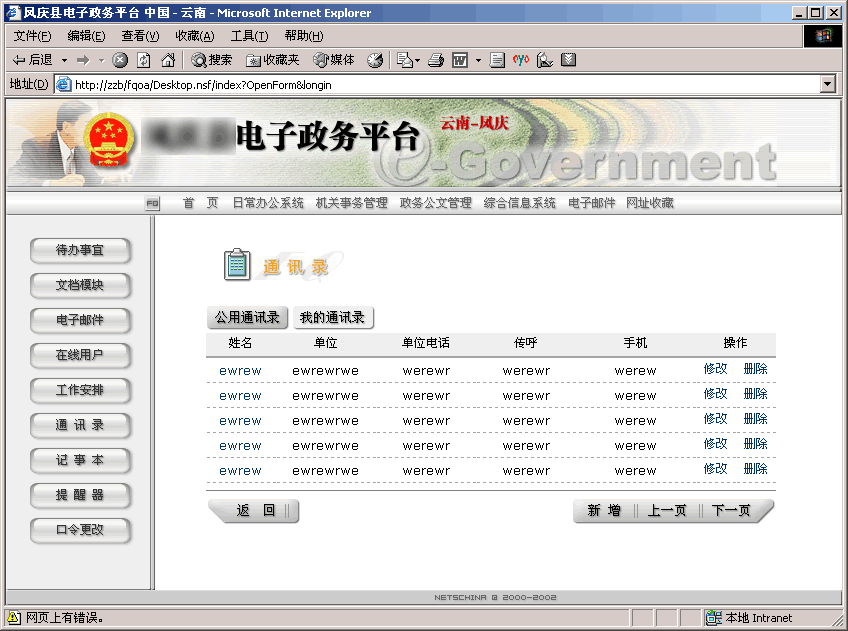 风庆县电子政务平台 中国 - 云南 - Microsoft Internet Explorer
文件(F) 编辑(E) 查看(V) 收藏(A) 工具(T) 帮助(H)
后退 搜索 收藏夹 媒体
地址(D) http://zzb/fqoa/Desktop.nsf/index?OpenForm&longin
电子政务平台 云南-风庆
e-Government
首 页 日常办公系统 机关事务管理 政务公文管理 综合信息系统 电子邮件 网址收藏
待办事宜
文档模块
电子邮件
在线用户
工作安排
通 讯 录
记 事 本
提 醒 器
口令更改
通 讯 录
公用通讯录 我的通讯录
姓名 单位 单位电话 传呼 手机 操作
ewrew ewrewrwe werewr werewr werew 修改 删除
ewrew ewrewrwe werewr werewr werew 修改 删除
ewrew ewrewrwe werewr werewr werew 修改 删除
ewrew ewrewrwe werewr werewr werew 修改 删除
ewrew ewrewrwe werewr werewr werew 修改 删除
返 回 新 增 上一页 下一页
NETSCHINA @ 2000-2002
网页上有错误。 本地 Intranet